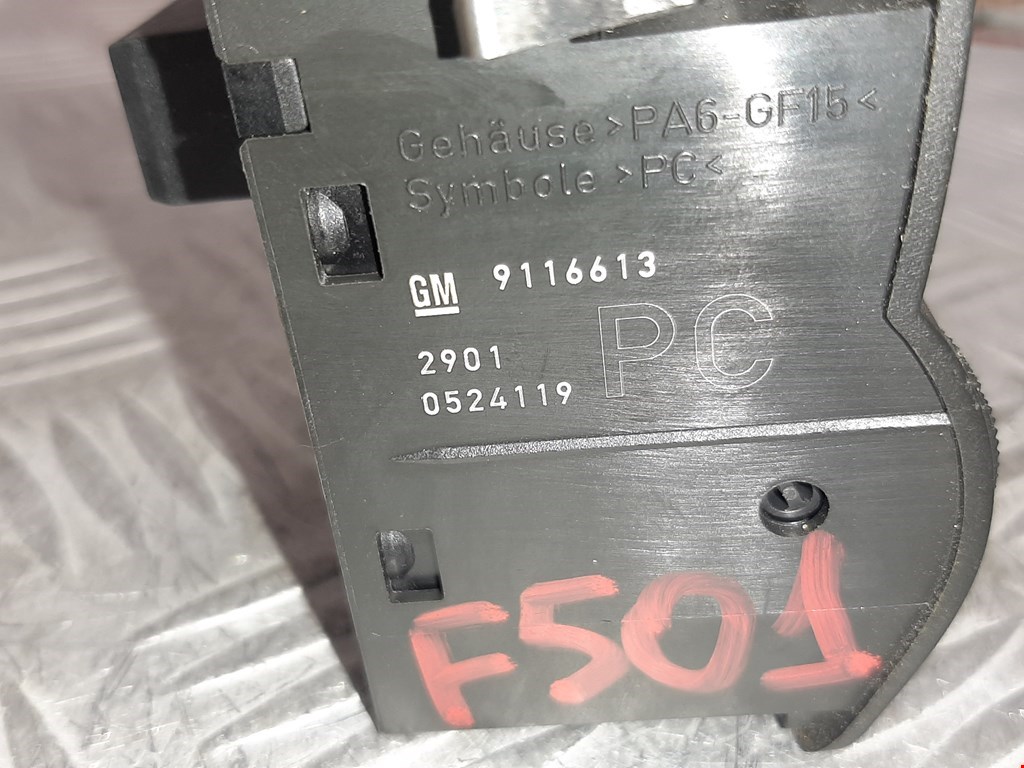 Gehäuse >PA6-GF15<
Symbole >PC<
GM 9116613
PC
2901
0524119
F501